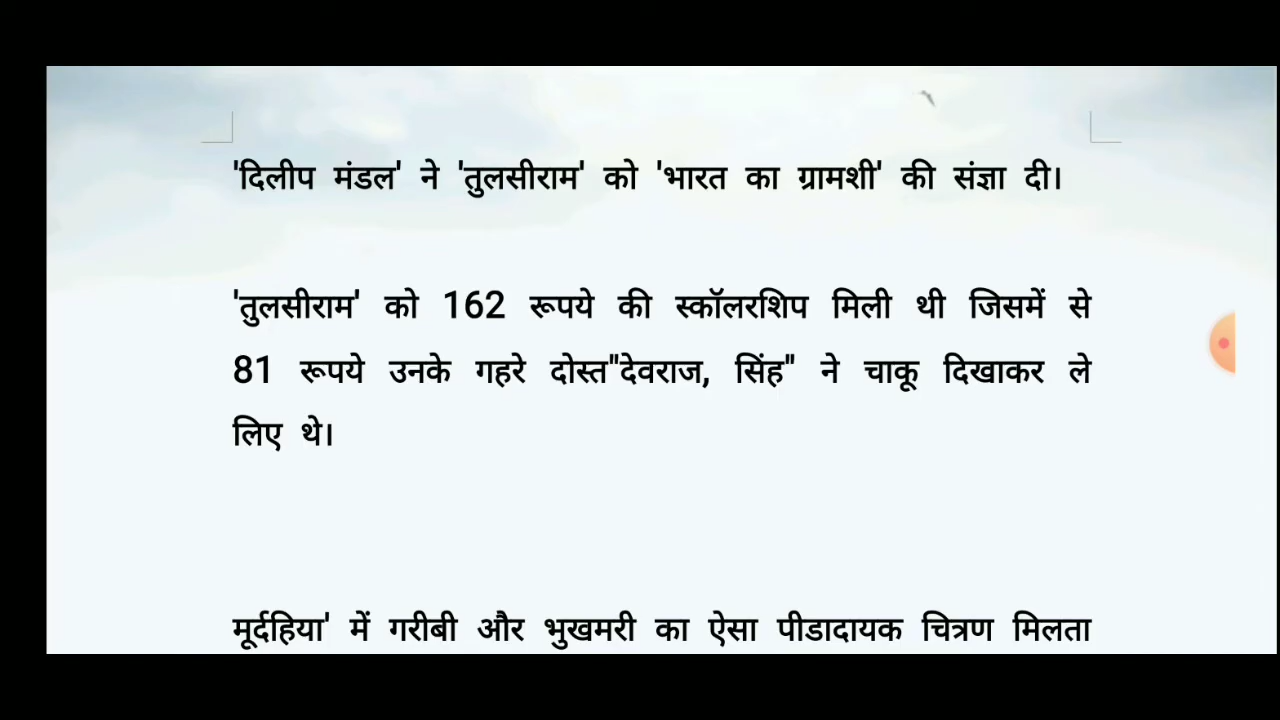 'दिलीप मंडल' ने 'तुलसीराम' को 'भारत का ग्रामशी' की संज्ञा दी।
'तुलसीराम' को 162 रूपये की स्कॉलरशिप मिली थी जिसमें से
81 रूपये उनके गहरे दोस्त"देवराज, सिंह" ने चाकू दिखाकर ले
लिए थे।
मूर्दहिया' में गरीबी और भुखमरी का ऐसा पीडादायक चित्रण मिलता